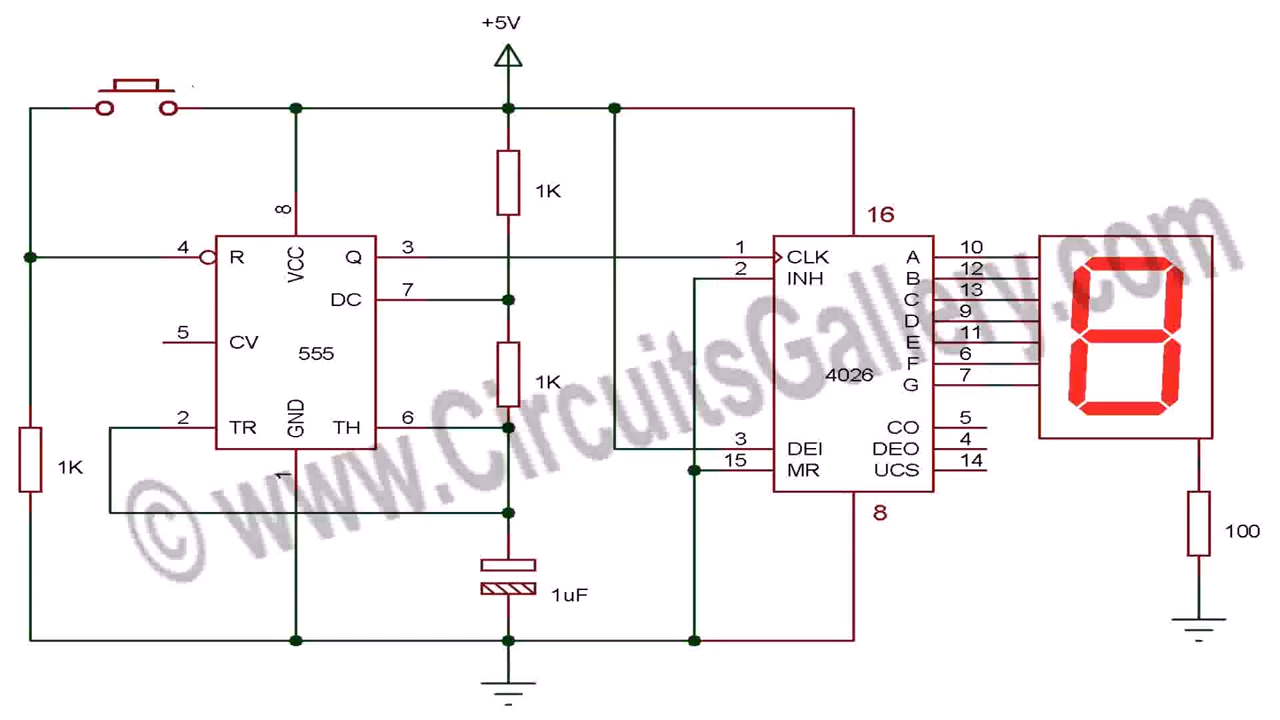 +5V
1K
16
8
4 R VCC Q 3
1 CLK A 10
2 INH B 12
C 13
DC 7
D 9
5 CV
E 11
555
F 6
4026
G 7
1K
2 TR GND TH 6
CO 5
3 DEI DEO 4
15 MR UCS 14
1K
1
8
100
1uF
© www.CircuitsGallery.com